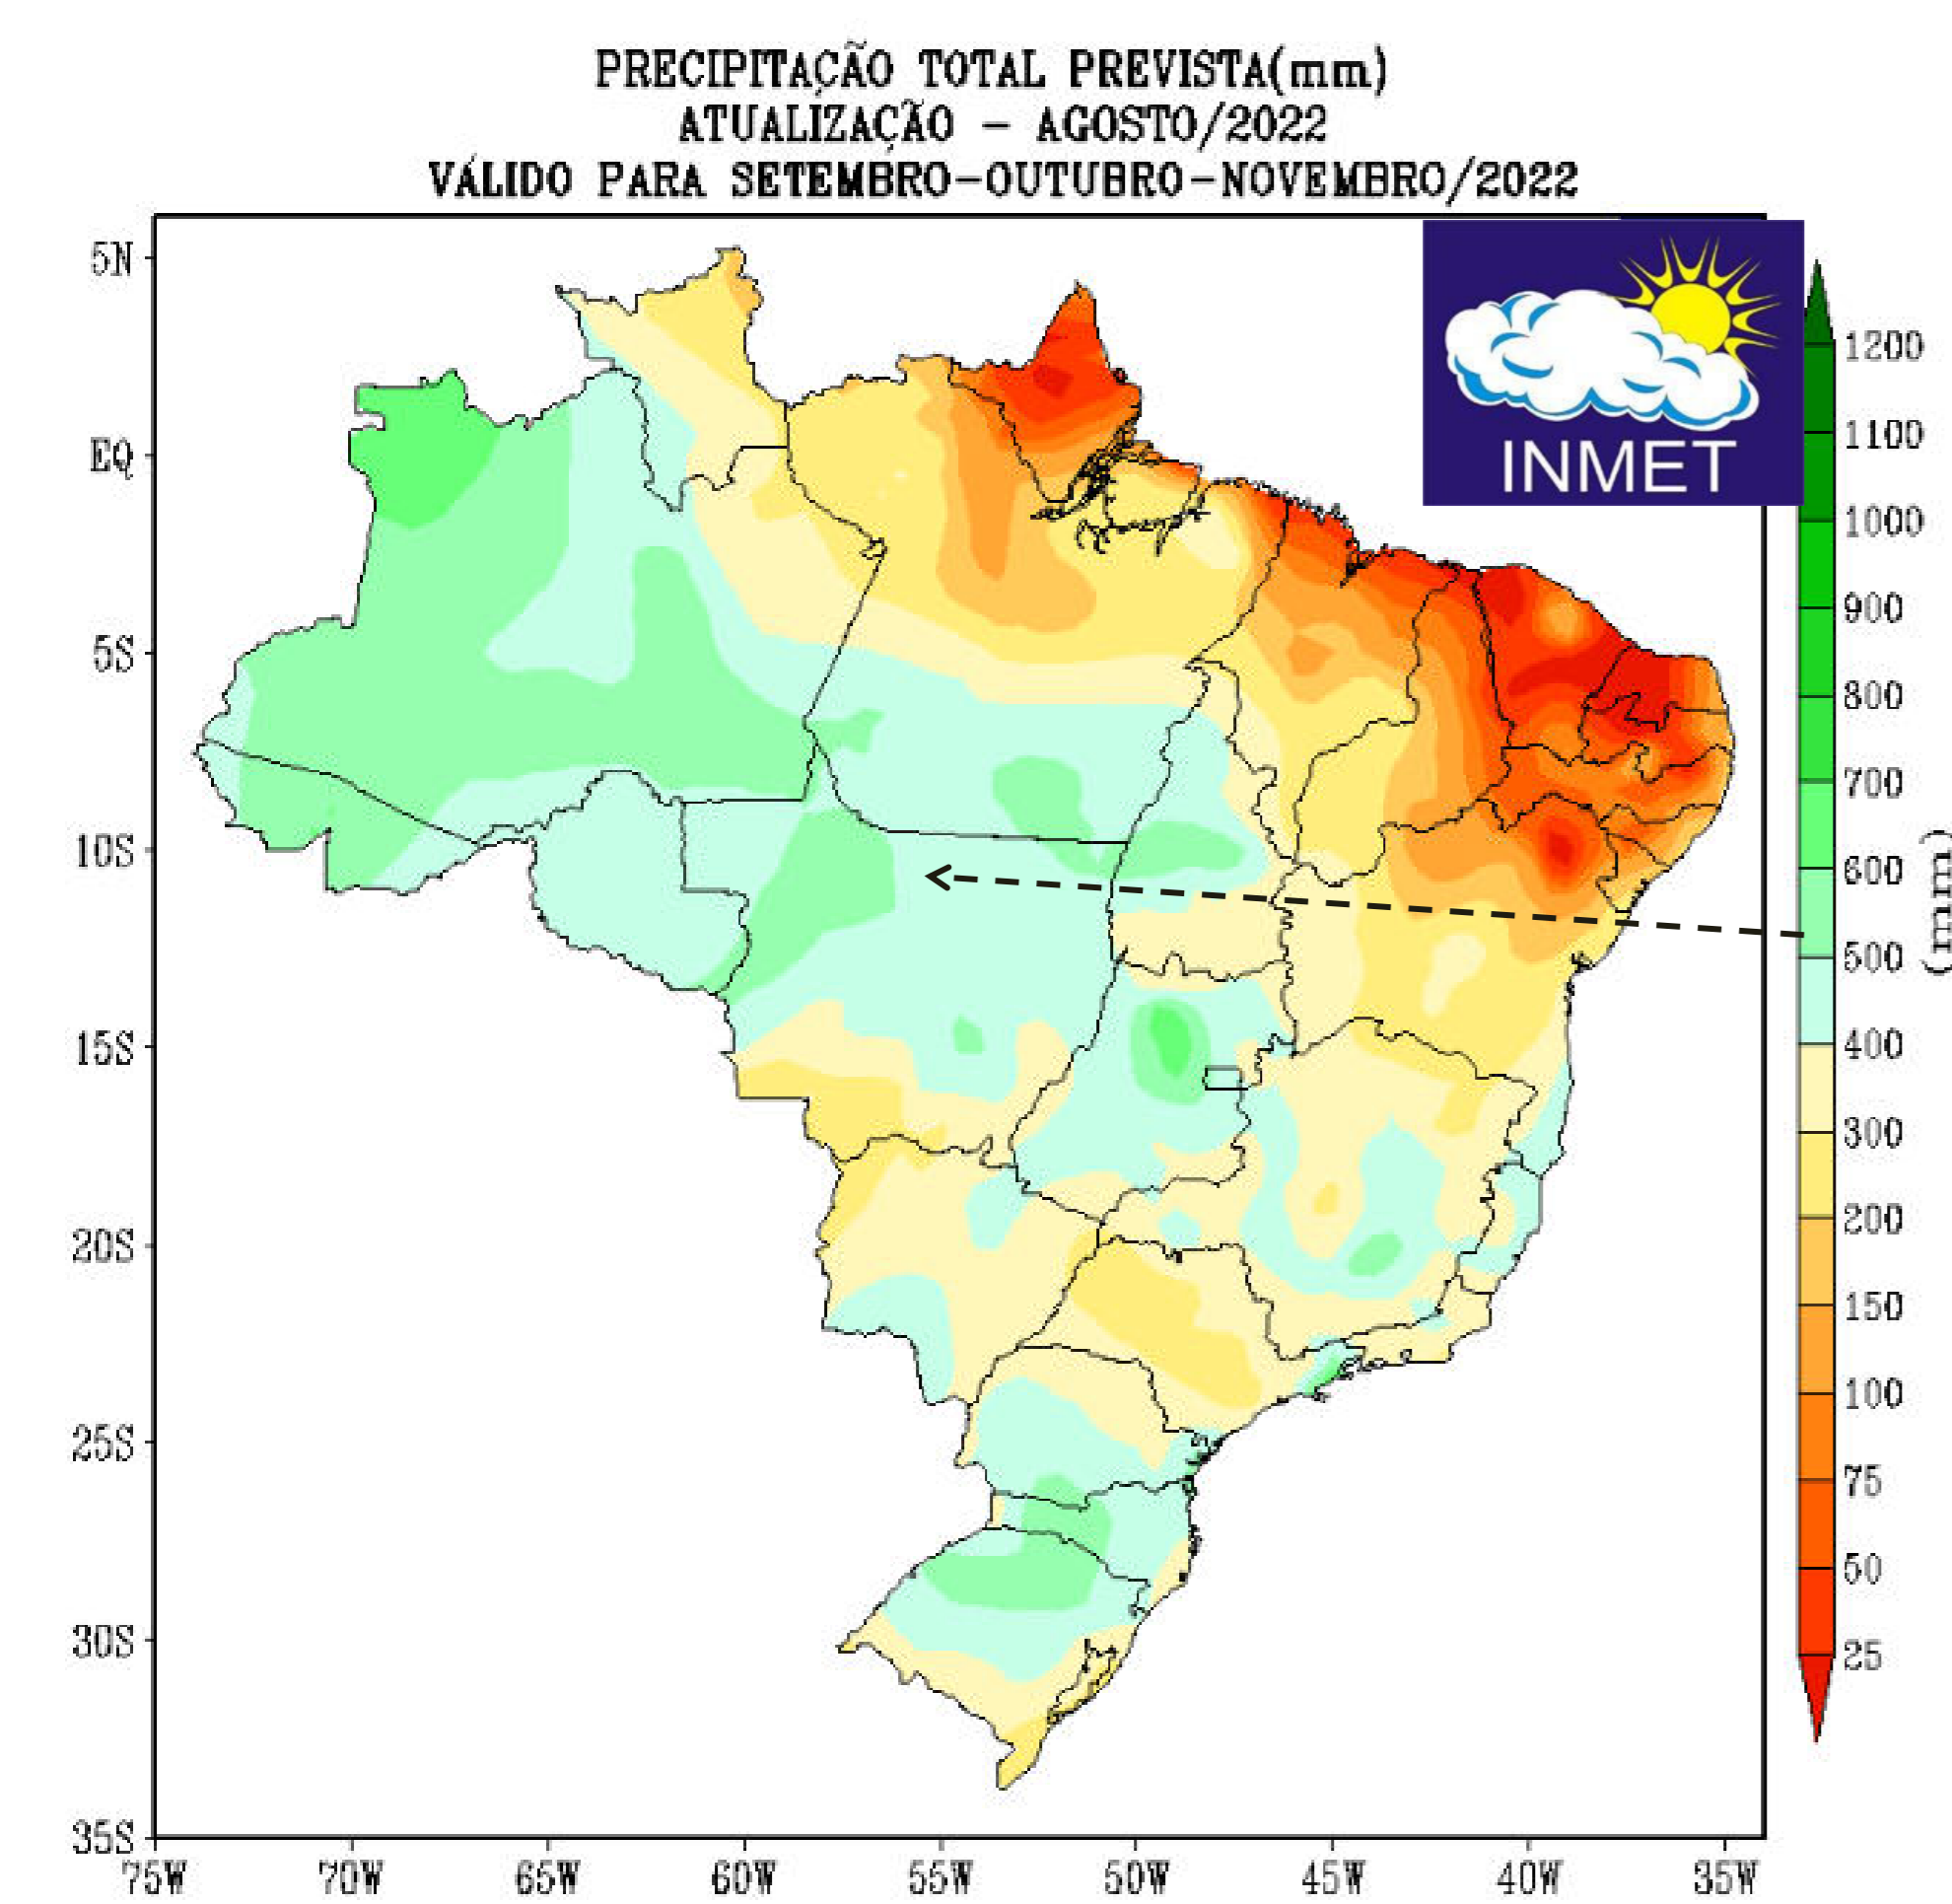 PRECIPITAÇÃO TOTAL PREVISTA(mm)
ATUALIZAÇÃO - AGOSTO/2022
VÁLIDO PARA SETEMBRO-OUTUBRO-NOVEMBRO/2022
INMET
5N
EQ
5S
10S
15S
20S
25S
30S
35S
75W 70W 65W 60W 55W 50W 45W 40W 35W
1200
1100
1000
900
800
700
600
500
400
300
200
150
100
75
50
25
(mm)